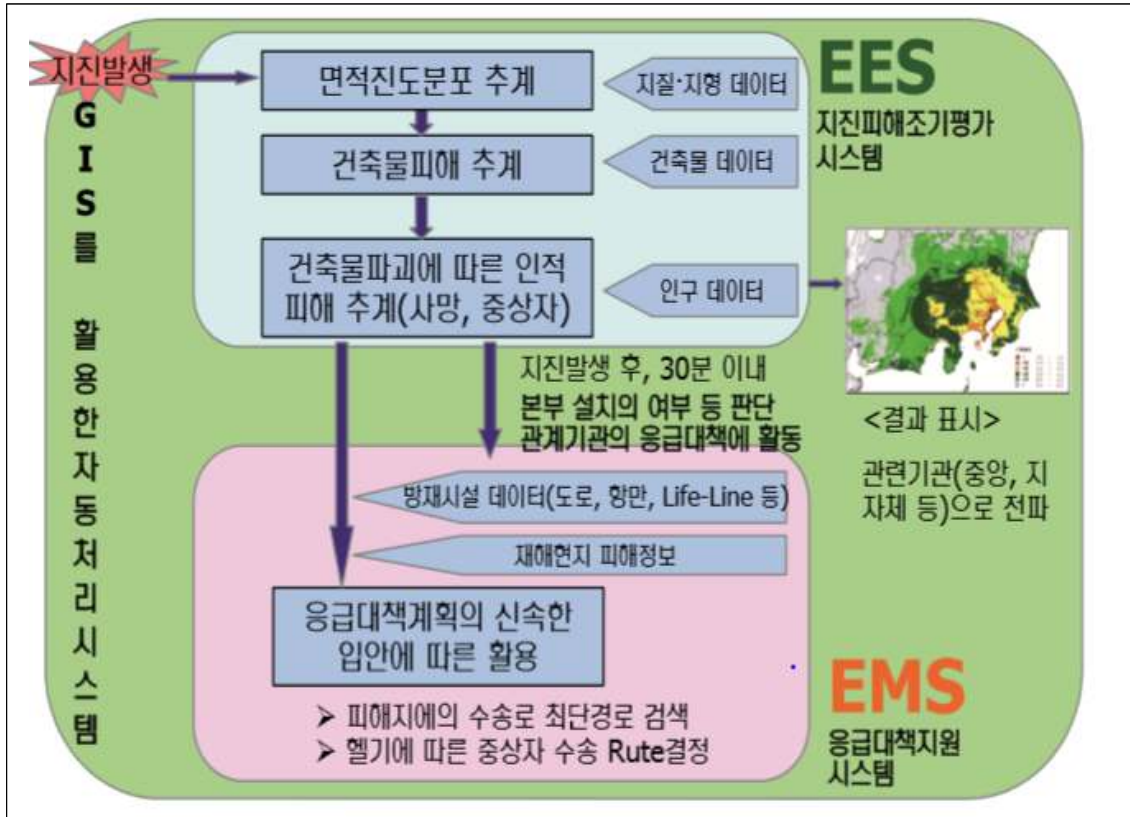 지진발생
GIS를 활용한자동처리시스템
면적진도분포 추계
지질·지형 데이터
EES
지진피해조기평가
시스템
건축물피해 추계
건축물 데이터
건축물파괴에 따른 인적
피해 추계(사망, 중상자)
인구 데이터
지진발생 후, 30분 이내
본부 설치의 여부 등 판단
관계기관의 응급대책에 활동
<결과 표시>
관련기관(중앙, 지
자체 등)으로 전파
방재시설 데이터(도로, 항만, Life-Line 등)
재해현지 피해정보
응급대책계획의 신속한
입안에 따른 활용
➢ 피해지에의 수송로 최단경로 검색
➢ 헬기에 따른 중상자 수송 Rute결정
EMS
응급대책지원
시스템